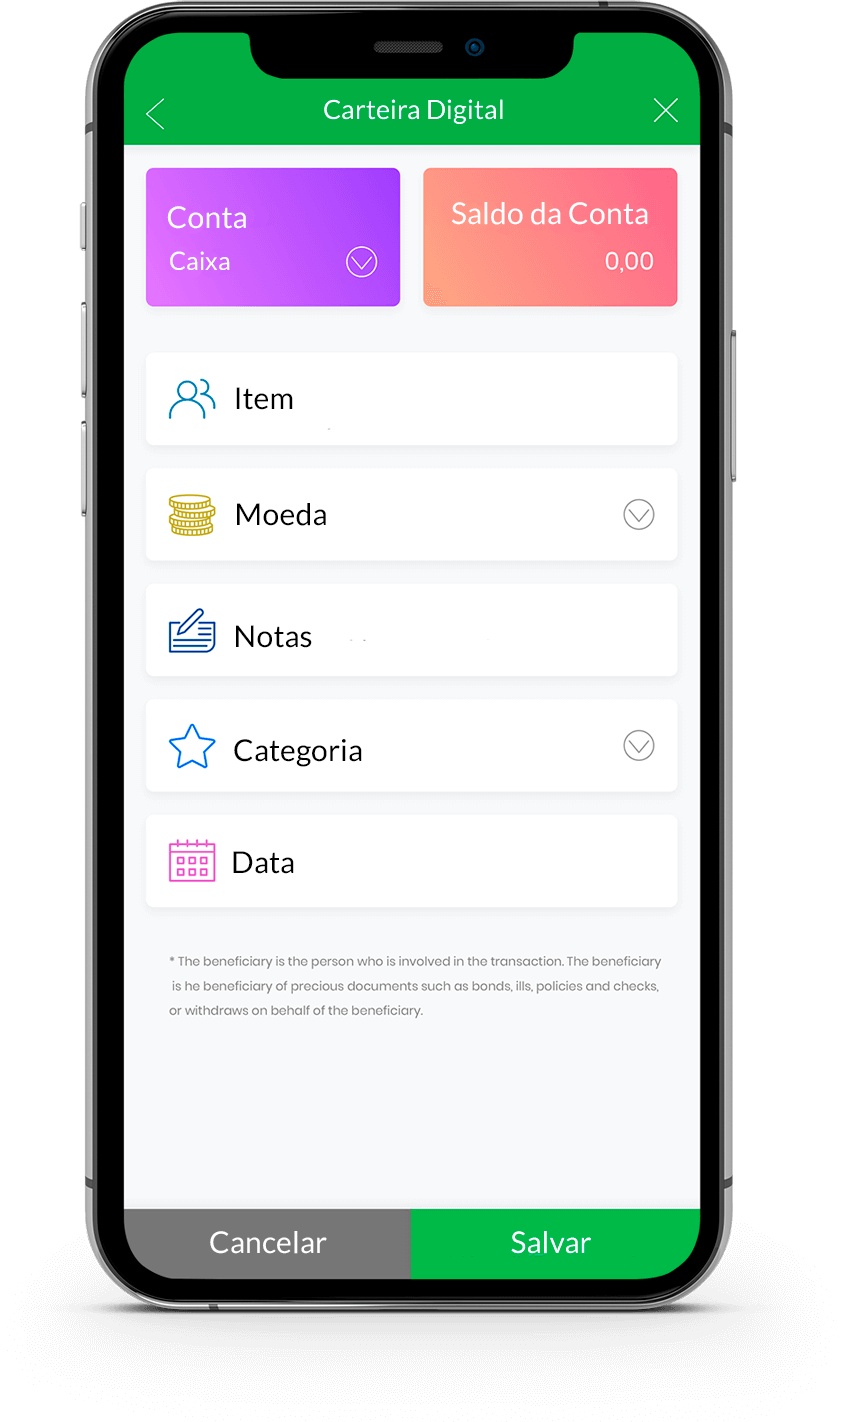 Carteira Digital
Conta
Caixa
Saldo da Conta
0,00
Item
Moeda
Notas
Categoria
Data
* The beneficiary is the person who is involved in the transaction. The beneficiary
is he beneficiary of precious documents such as bonds, ills, policies and checks,
or withdraws on behalf of the beneficiary.
Cancelar
Salvar